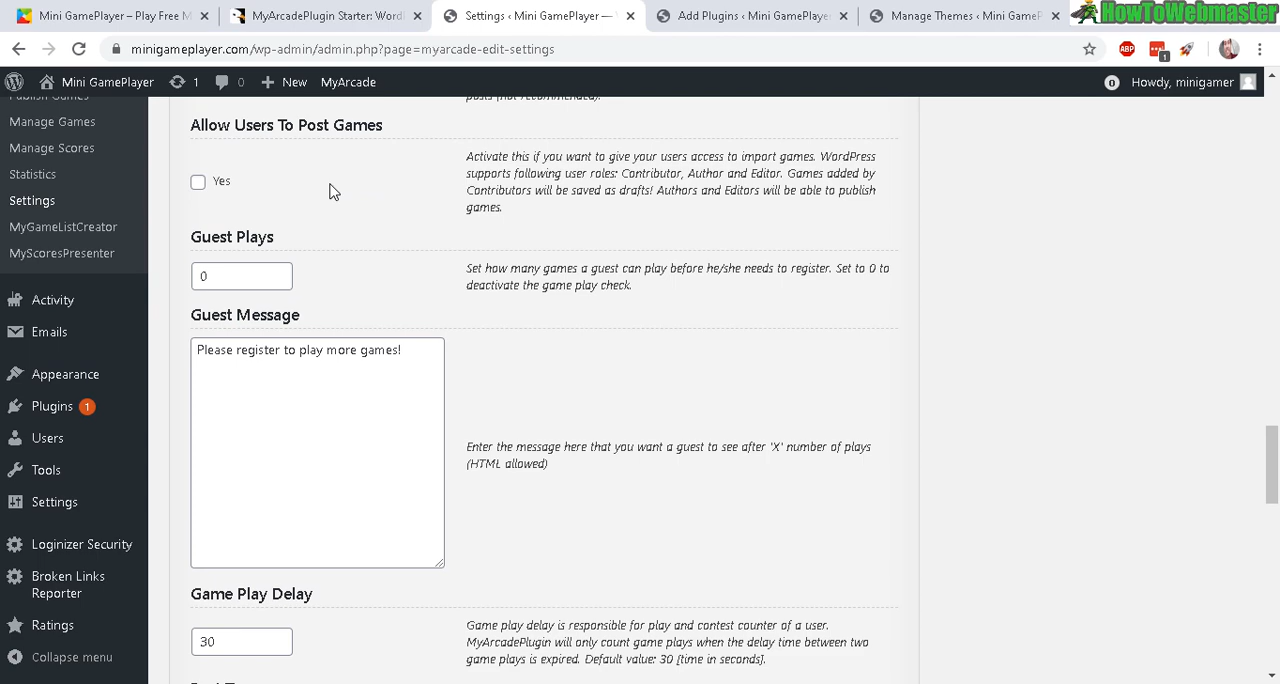 Mini GamePlayer – Play Free M
MyArcadePlugin Starter: Wordl
Settings ‹ Mini GamePlayer —
Add Plugins ‹ Mini GamePlayer
Manage Themes ‹ Mini GameP
HowToWebmaster
minigameplayer.com/wp-admin/admin.php?page=myarcade-edit-settings
ABP
1
Mini GamePlayer
1
0
New
MyArcade
0
Howdy, minigamer
Publish Games
Manage Games
Manage Scores
Statistics
Settings
MyGameListCreator
MyScoresPresenter
Activity
Emails
Appearance
Plugins 1
Users
Tools
Settings
Loginizer Security
Broken Links
Reporter
Ratings
Collapse menu
posts (not recommended).
Allow Users To Post Games
Yes
Activate this if you want to give your users access to import games. WordPress
supports following user roles: Contributor, Author and Editor. Games added by
Contributors will be saved as drafts! Authors and Editors will be able to publish
games.
Guest Plays
0
Set how many games a guest can play before he/she needs to register. Set to 0 to
deactivate the game play check.
Guest Message
Please register to play more games!
Enter the message here that you want a guest to see after 'X' number of plays
(HTML allowed)
Game Play Delay
30
Game play delay is responsible for play and contest counter of a user.
MyArcadePlugin will only count game plays when the delay time between two
game plays is expired. Default value: 30 [time in seconds].